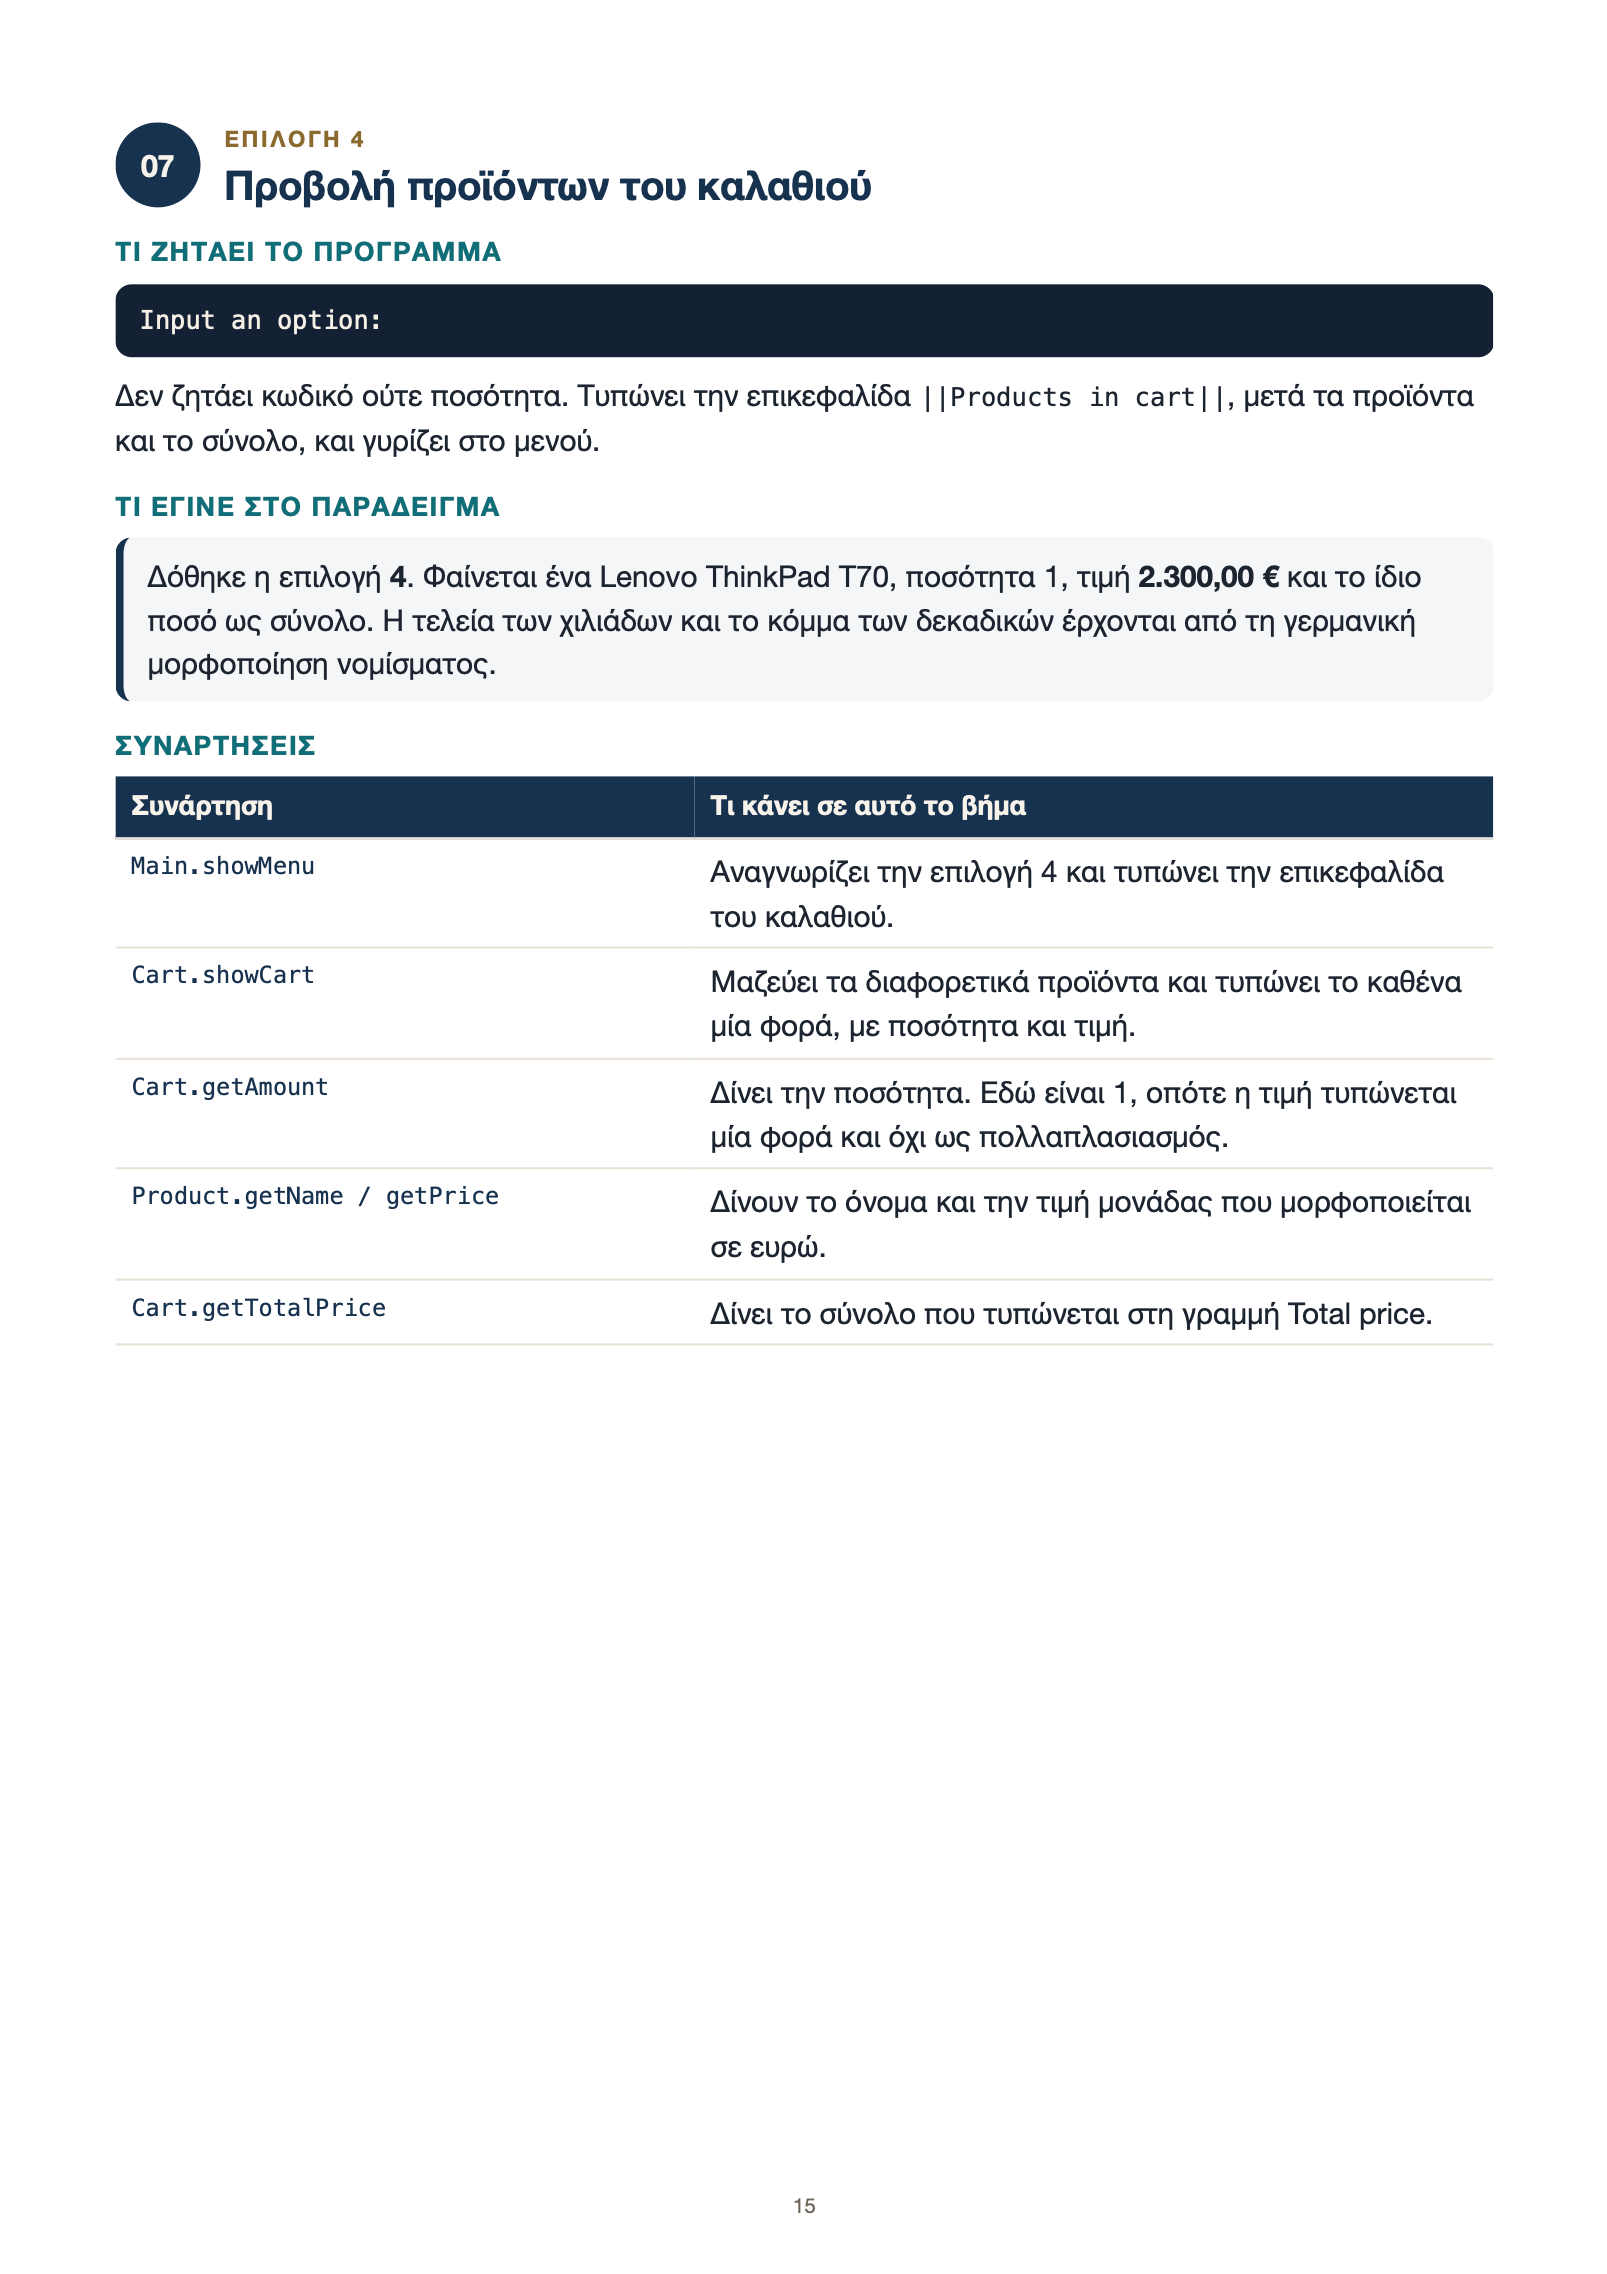 07
ΕΠΙΛΟΓΗ 4
Προβολή προϊόντων του καλαθιού
ΤΙ ΖΗΤΑΕΙ ΤΟ ΠΡΟΓΡΑΜΜΑ
Input an option:
Δεν ζητάει κωδικό ούτε ποσότητα. Τυπώνει την επικεφαλίδα ||Products in cart||, μετά τα προϊόντα
και το σύνολο, και γυρίζει στο μενού.
ΤΙ ΕΓΙΝΕ ΣΤΟ ΠΑΡΑΔΕΙΓΜΑ
Δόθηκε η επιλογή 4. Φαίνεται ένα Lenovo ThinkPad T70, ποσότητα 1, τιμή 2.300,00 € και το ίδιο
ποσό ως σύνολο. Η τελεία των χιλιάδων και το κόμμα των δεκαδικών έρχονται από τη γερμανική
μορφοποίηση νομίσματος.
ΣΥΝΑΡΤΗΣΕΙΣ
Συνάρτηση Τι κάνει σε αυτό το βήμα
Main.showMenu Αναγνωρίζει την επιλογή 4 και τυπώνει την επικεφαλίδα
του καλαθιού.
Cart.showCart Μαζεύει τα διαφορετικά προϊόντα και τυπώνει το καθένα
μία φορά, με ποσότητα και τιμή.
Cart.getAmount Δίνει την ποσότητα. Εδώ είναι 1, οπότε η τιμή τυπώνεται
μία φορά και όχι ως πολλαπλασιασμός.
Product.getName / getPrice Δίνουν το όνομα και την τιμή μονάδας που μορφοποιείται
σε ευρώ.
Cart.getTotalPrice Δίνει το σύνολο που τυπώνεται στη γραμμή Total price.
15